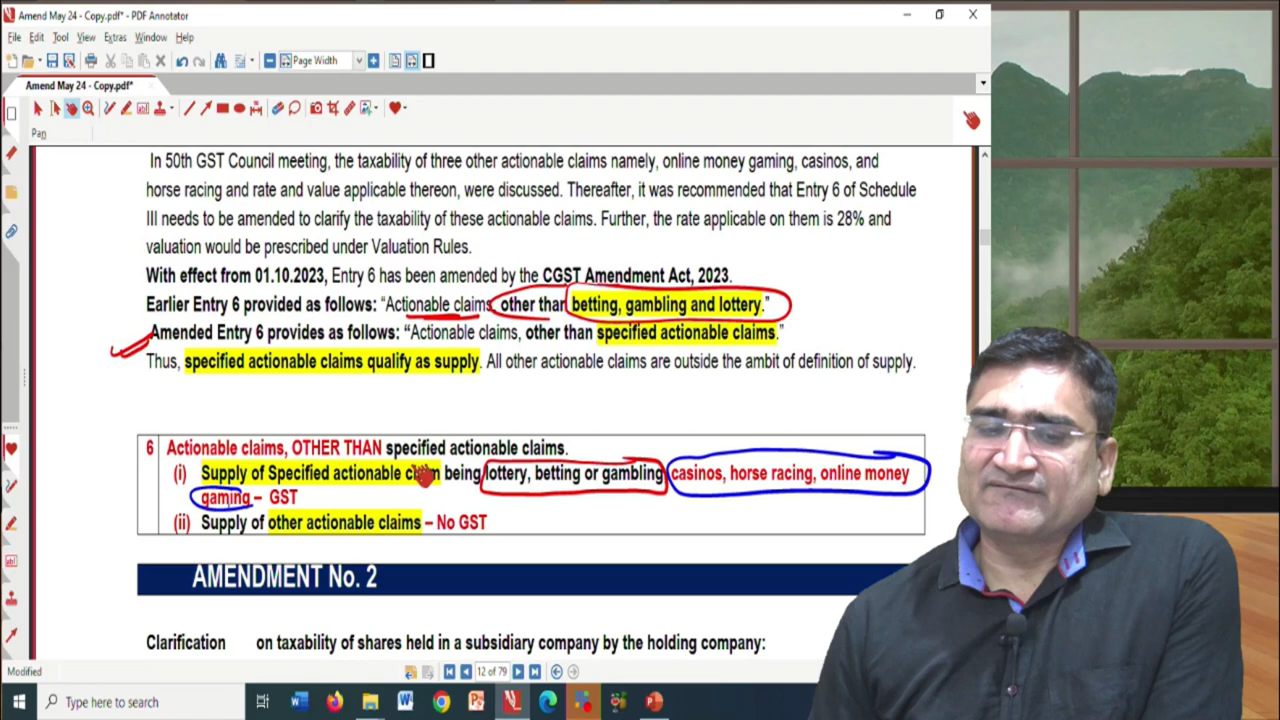 Amend May 24 - Copy.pdf* - PDF Annotator
File Edit Tool View Extras Window Help
Page Width
Amend May 24 - Copy.pdf*
Pan
In 50th GST Council meeting, the taxability of three other actionable claims namely, online money gaming, casinos, and
horse racing and rate and value applicable thereon, were discussed. Thereafter, it was recommended that Entry 6 of Schedule
III needs to be amended to clarify the taxability of these actionable claims. Further, the rate applicable on them is 28% and
valuation would be prescribed under Valuation Rules.
With effect from 01.10.2023, Entry 6 has been amended by the CGST Amendment Act, 2023.
Earlier Entry 6 provided as follows: “Actionable claims, other than betting, gambling and lottery.”
Amended Entry 6 provides as follows: “Actionable claims, other than specified actionable claims.”
Thus, specified actionable claims qualify as supply. All other actionable claims are outside the ambit of definition of supply.
6 Actionable claims, OTHER THAN specified actionable claims.
(i) Supply of Specified actionable claim being lottery, betting or gambling casinos, horse racing, online money
gaming – GST
(ii) Supply of other actionable claims – No GST
AMENDMENT No. 2
Clarification on taxability of shares held in a subsidiary company by the holding company:
Modified
12 of 79
Type here to search